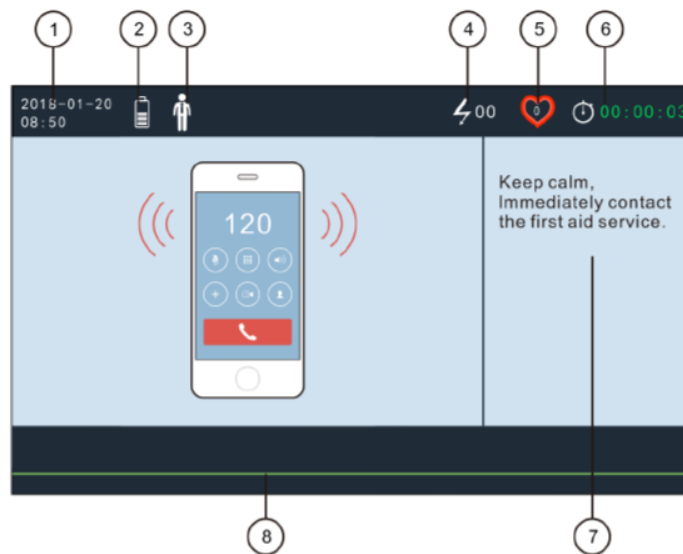 1 2 3 4 5 6
2018-01-20
08:50
00
0
00:00:03
120
Keep calm,
Immediately contact
the first aid service.
8 7